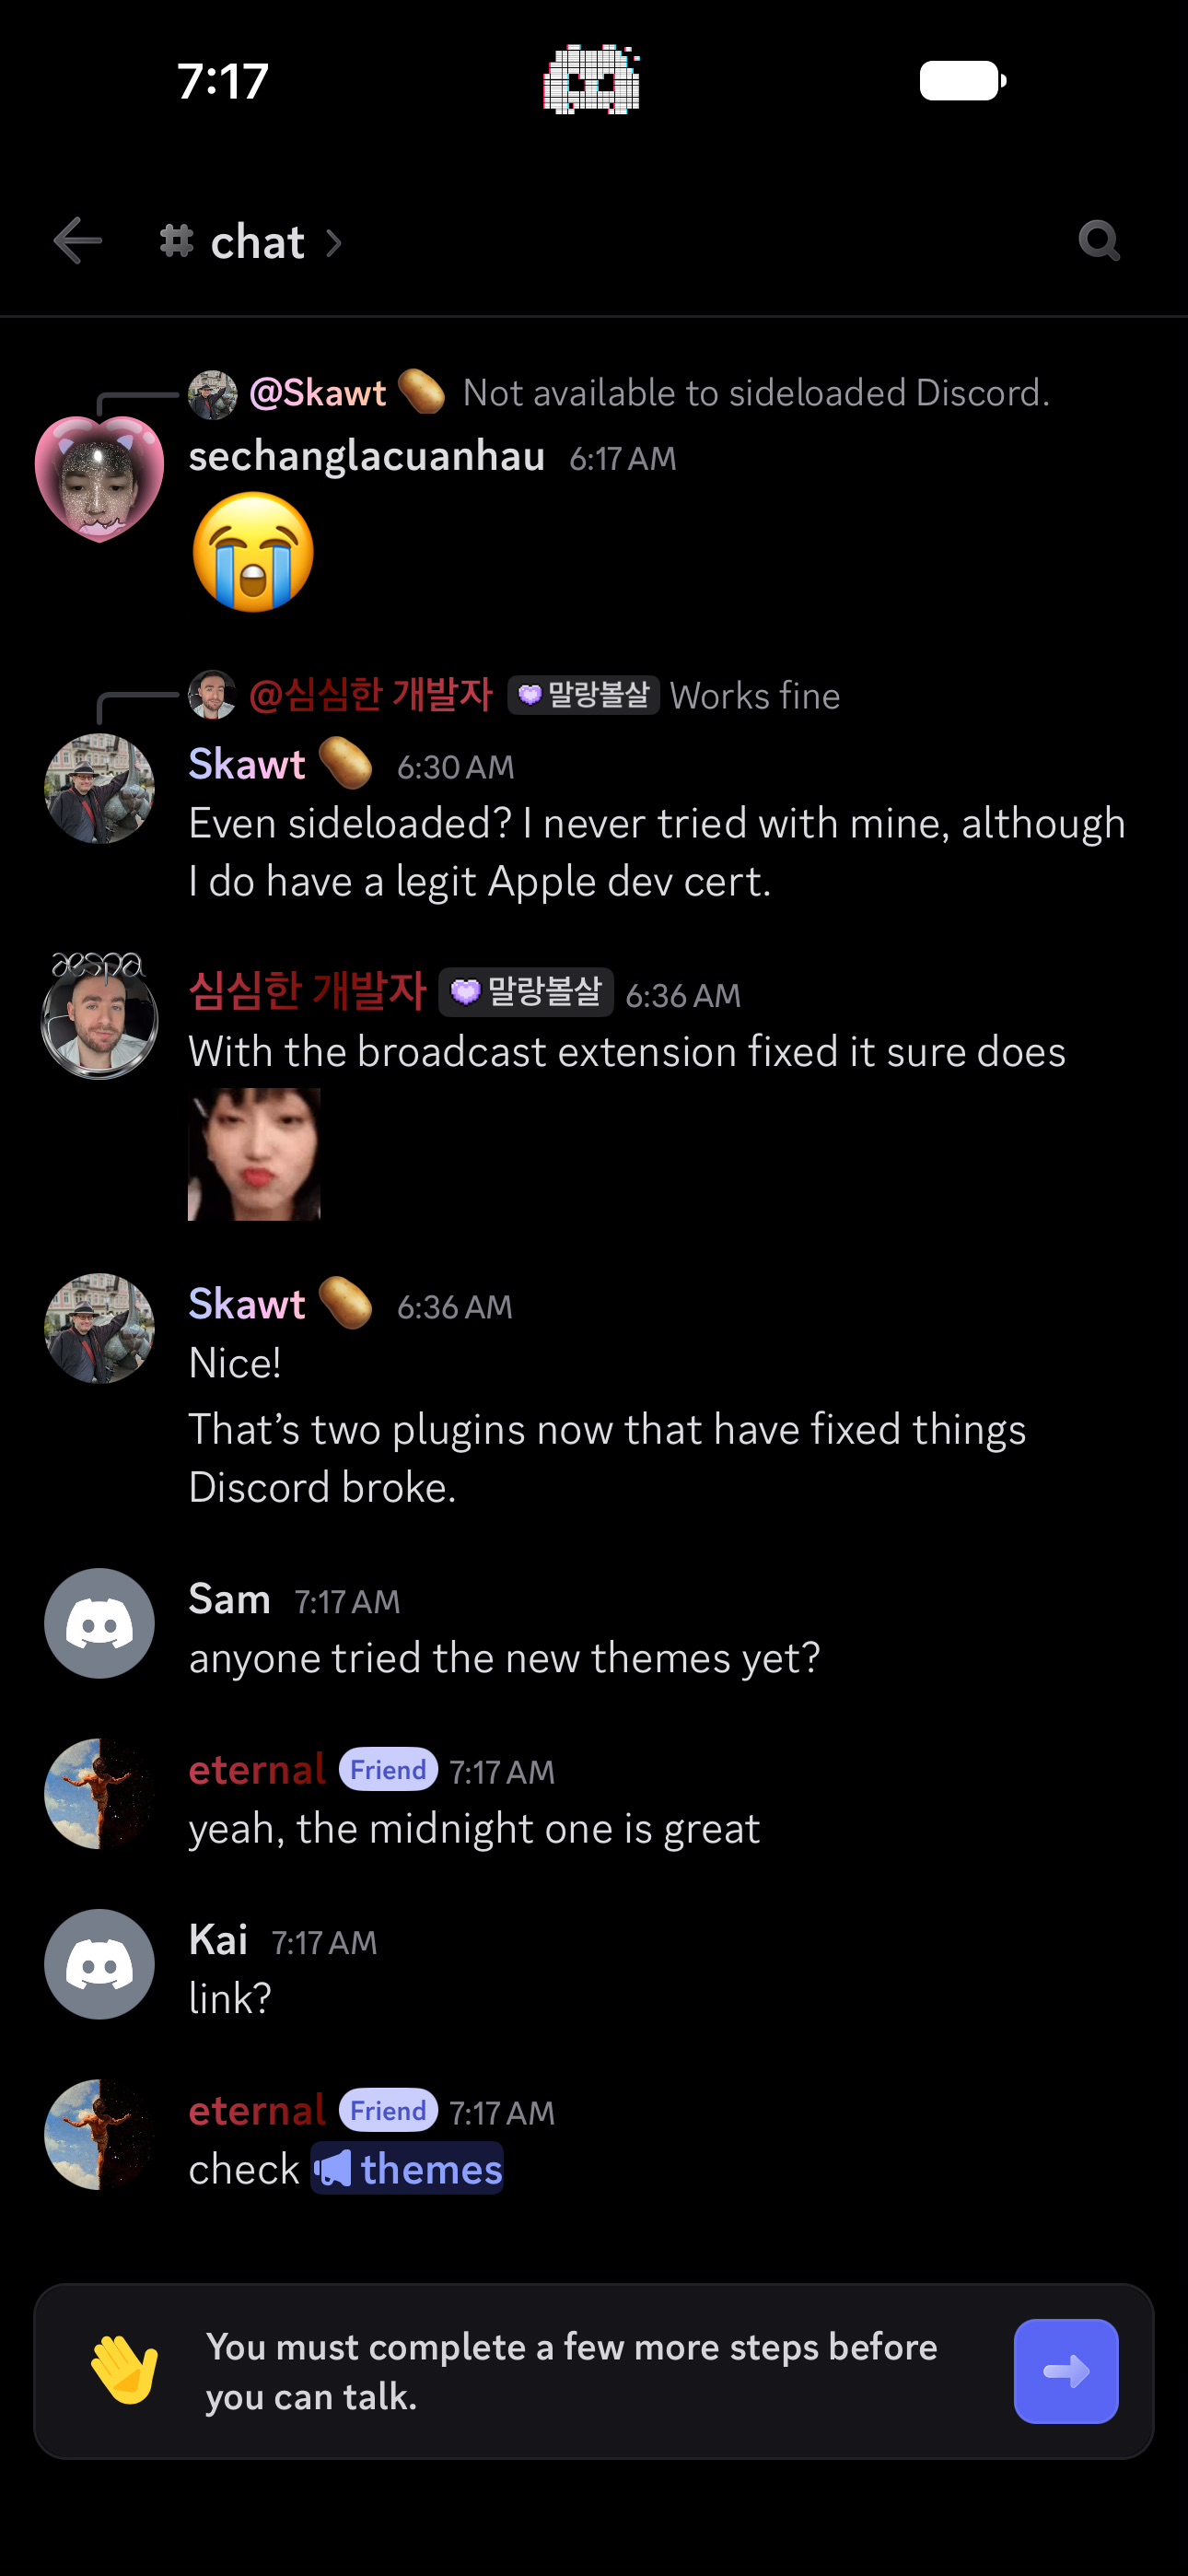 7:17
chat
@Skawt 🥔 Not available to sideloaded Discord.
sechanglacuanhau 6:17 AM
😭
@심심한 개발자 말랑볼살 Works fine
Skawt 🥔 6:30 AM
Even sideloaded? I never tried with mine, although
I do have a legit Apple dev cert.
aespa
심심한 개발자 말랑볼살 6:36 AM
With the broadcast extension fixed it sure does
Skawt 🥔 6:36 AM
Nice!
That’s two plugins now that have fixed things
Discord broke.
Sam 7:17 AM
anyone tried the new themes yet?
eternal Friend 7:17 AM
yeah, the midnight one is great
Kai 7:17 AM
link?
eternal Friend 7:17 AM
check themes
You must complete a few more steps before
you can talk.